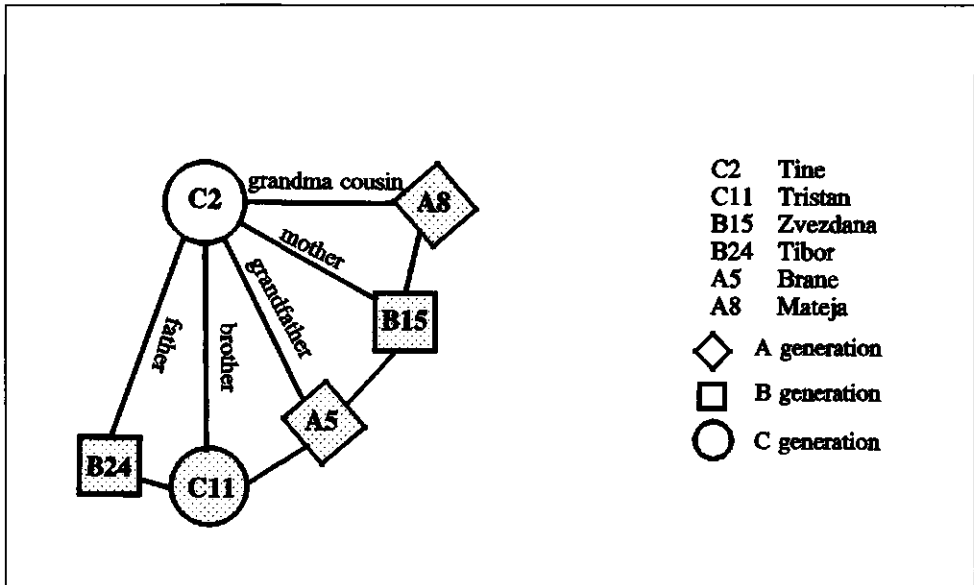 C2
grandma cousin
A8
mother
grandfather
B15
father
brother
A5
B24
C11
C2 Tine
C11 Tristan
B15 Zvezdana
B24 Tibor
A5 Brane
A8 Mateja
A generation
B generation
C generation